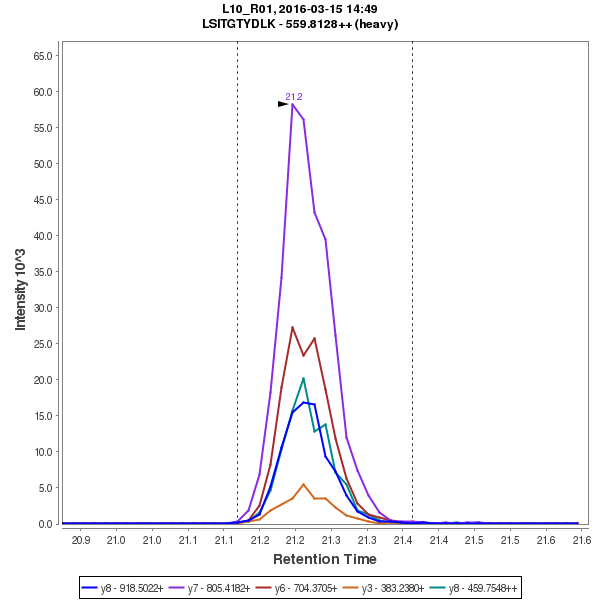 L10_R01, 2016-03-15 14:49
LSITGTYDLK - 559.8128++ (heavy)
65.0
60.0
55.0
50.0
45.0
40.0
35.0
30.0
25.0
20.0
15.0
10.0
5.0
0.0
Intensity 10^3
21.2
20.9 21.0 21.0 21.1 21.1 21.2 21.2 21.3 21.3 21.4 21.4 21.5 21.5 21.6 21.6
Retention Time
y8 - 918.5022+ y7 - 805.4182+ y6 - 704.3705+ y3 - 383.2380+ y8 - 459.7548++